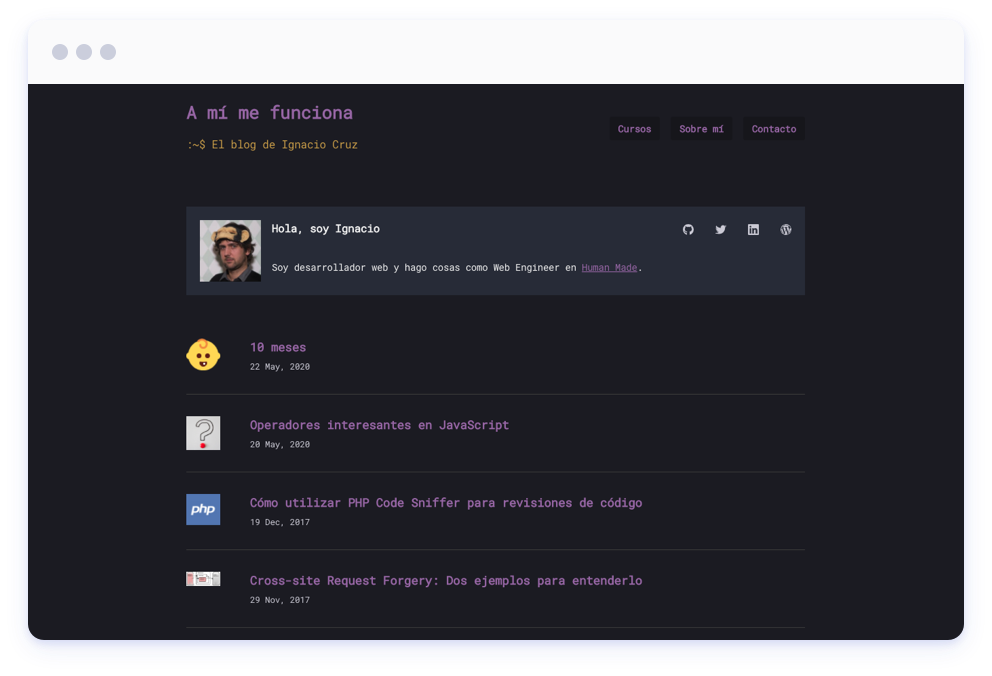 A mí me funciona
:~$ El blog de Ignacio Cruz
Cursos
Sobre mí
Contacto
Hola, soy Ignacio
Soy desarrollador web y hago cosas como Web Engineer en Human Made.
10 meses
22 May, 2020
Operadores interesantes en JavaScript
20 May, 2020
php
Cómo utilizar PHP Code Sniffer para revisiones de código
19 Dec, 2017
Cross-site Request Forgery: Dos ejemplos para entenderlo
29 Nov, 2017